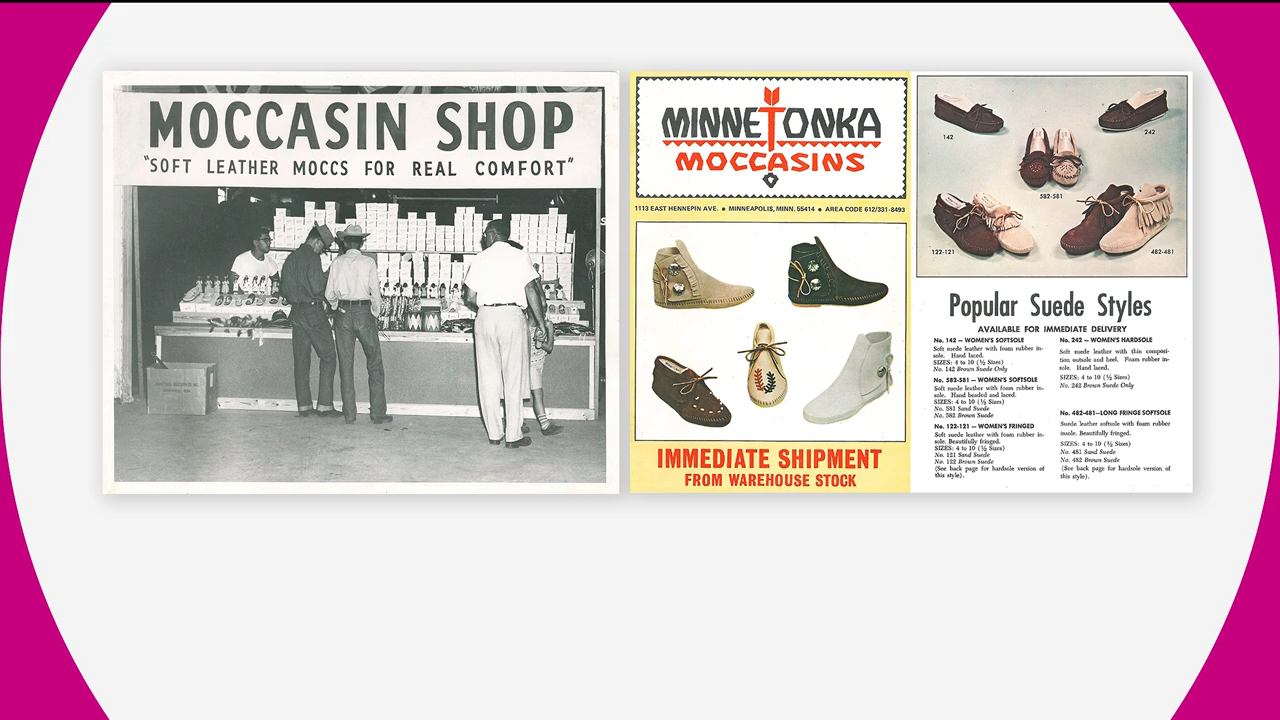 MOCCASIN SHOP
"SOFT LEATHER MOCCS FOR REAL COMFORT"
MINNETONKA
MOCCASINS
1113 EAST HENNEPIN AVE. • MINNEAPOLIS, MINN. 55414 • AREA CODE 612/331-8493
IMMEDIATE SHIPMENT
FROM WAREHOUSE STOCK
142
242
582-581
122-121
482-481
Popular Suede Styles
AVAILABLE FOR IMMEDIATE DELIVERY
No. 142 — WOMEN'S SOFTSOLE
Soft suede leather with foam rubber in-
sole. Hand laced.
SIZES: 4 to 10 (½ Sizes)
No. 142 Brown Suede Only
No. 582-581 — WOMEN'S SOFTSOLE
Soft suede leather with foam rubber in-
sole. Hand beaded and laced.
SIZES: 4 to 10 (½ Sizes)
No. 581 Sand Suede
No. 582 Brown Suede
No. 122-121 — WOMEN'S FRINGED
Soft suede leather with foam rubber in-
sole. Beautifully fringed.
SIZES: 4 to 10 (½ Sizes)
No. 121 Sand Suede
No. 122 Brown Suede
(See back page for hardsole version of
this style).
No. 242 — WOMEN'S HARDSOLE
Soft suede leather with thin composi-
tion outsole and heel. Foam rubber in-
sole. Hand laced.
SIZES: 4 to 10 (½ Sizes)
No. 242 Brown Suede Only
No. 482-481—LONG FRINGE SOFTSOLE
Suede leather softsole with foam rubber
insole. Beautifully fringed.
SIZES: 4 to 10 (½ Sizes)
No. 481 Sand Suede
No. 482 Brown Suede
(See back page for hardsole version of
this style).